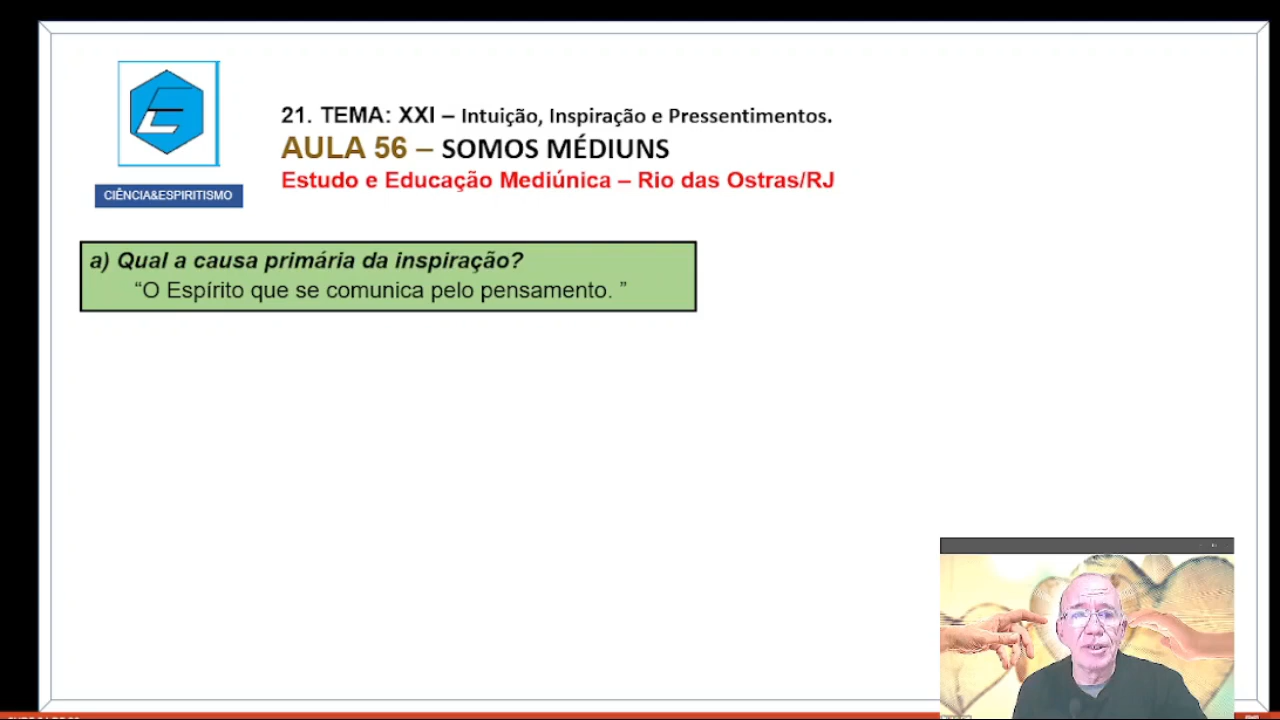 21. TEMA: XXI – Intuição, Inspiração e Pressentimentos.
AULA 56 – SOMOS MÉDIUNS
Estudo e Educação Mediúnica – Rio das Ostras/RJ
CIÊNCIA&ESPIRITISMO
a) Qual a causa primária da inspiração?
“O Espírito que se comunica pelo pensamento. ”